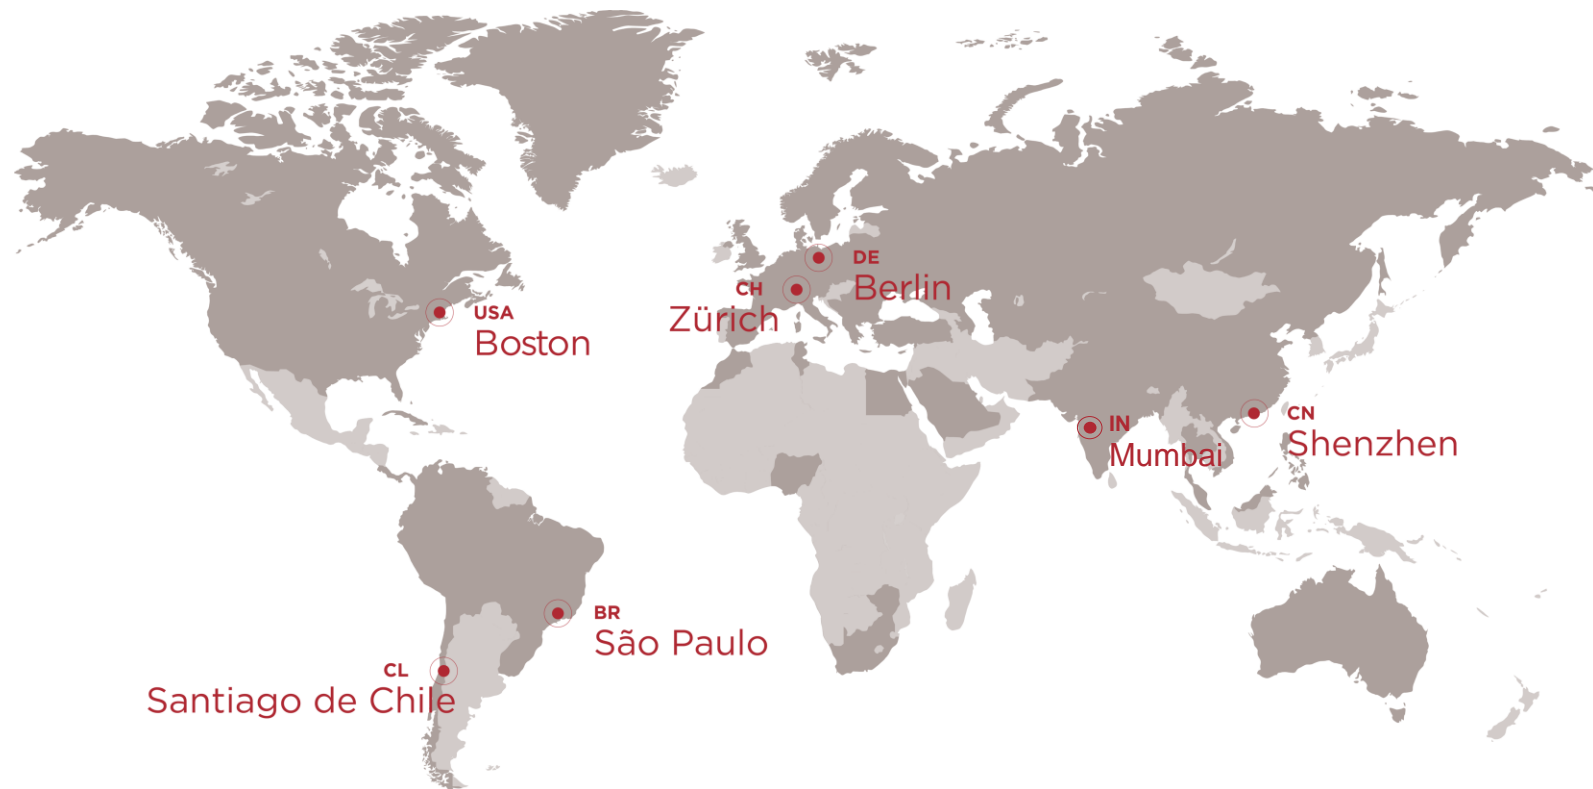 DE
Berlin
CH
Zürich
USA
Boston
CN
Shenzhen
IN
Mumbai
BR
São Paulo
CL
Santiago de Chile